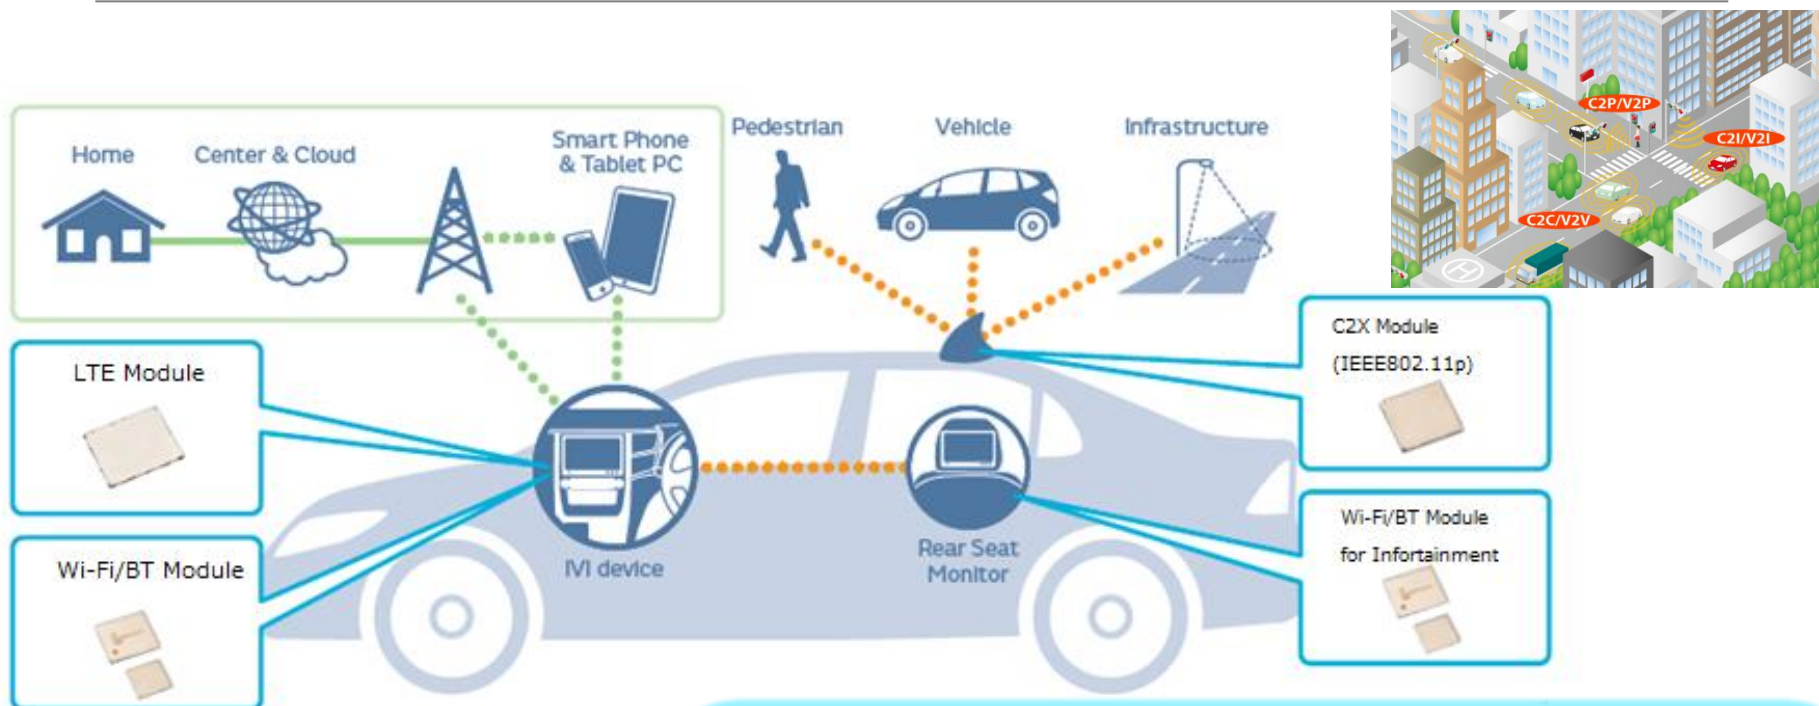 Home
Center & Cloud
Smart Phone
& Tablet PC
Pedestrian
Vehicle
Infrastructure
C2P/V2P
C2I/V2I
C2C/V2V
H
LTE Module
Wi-Fi/BT Module
IVI device
Rear Seat
Monitor
C2X Module
(IEEE802.11p)
Wi-Fi/BT Module
for Infortainment